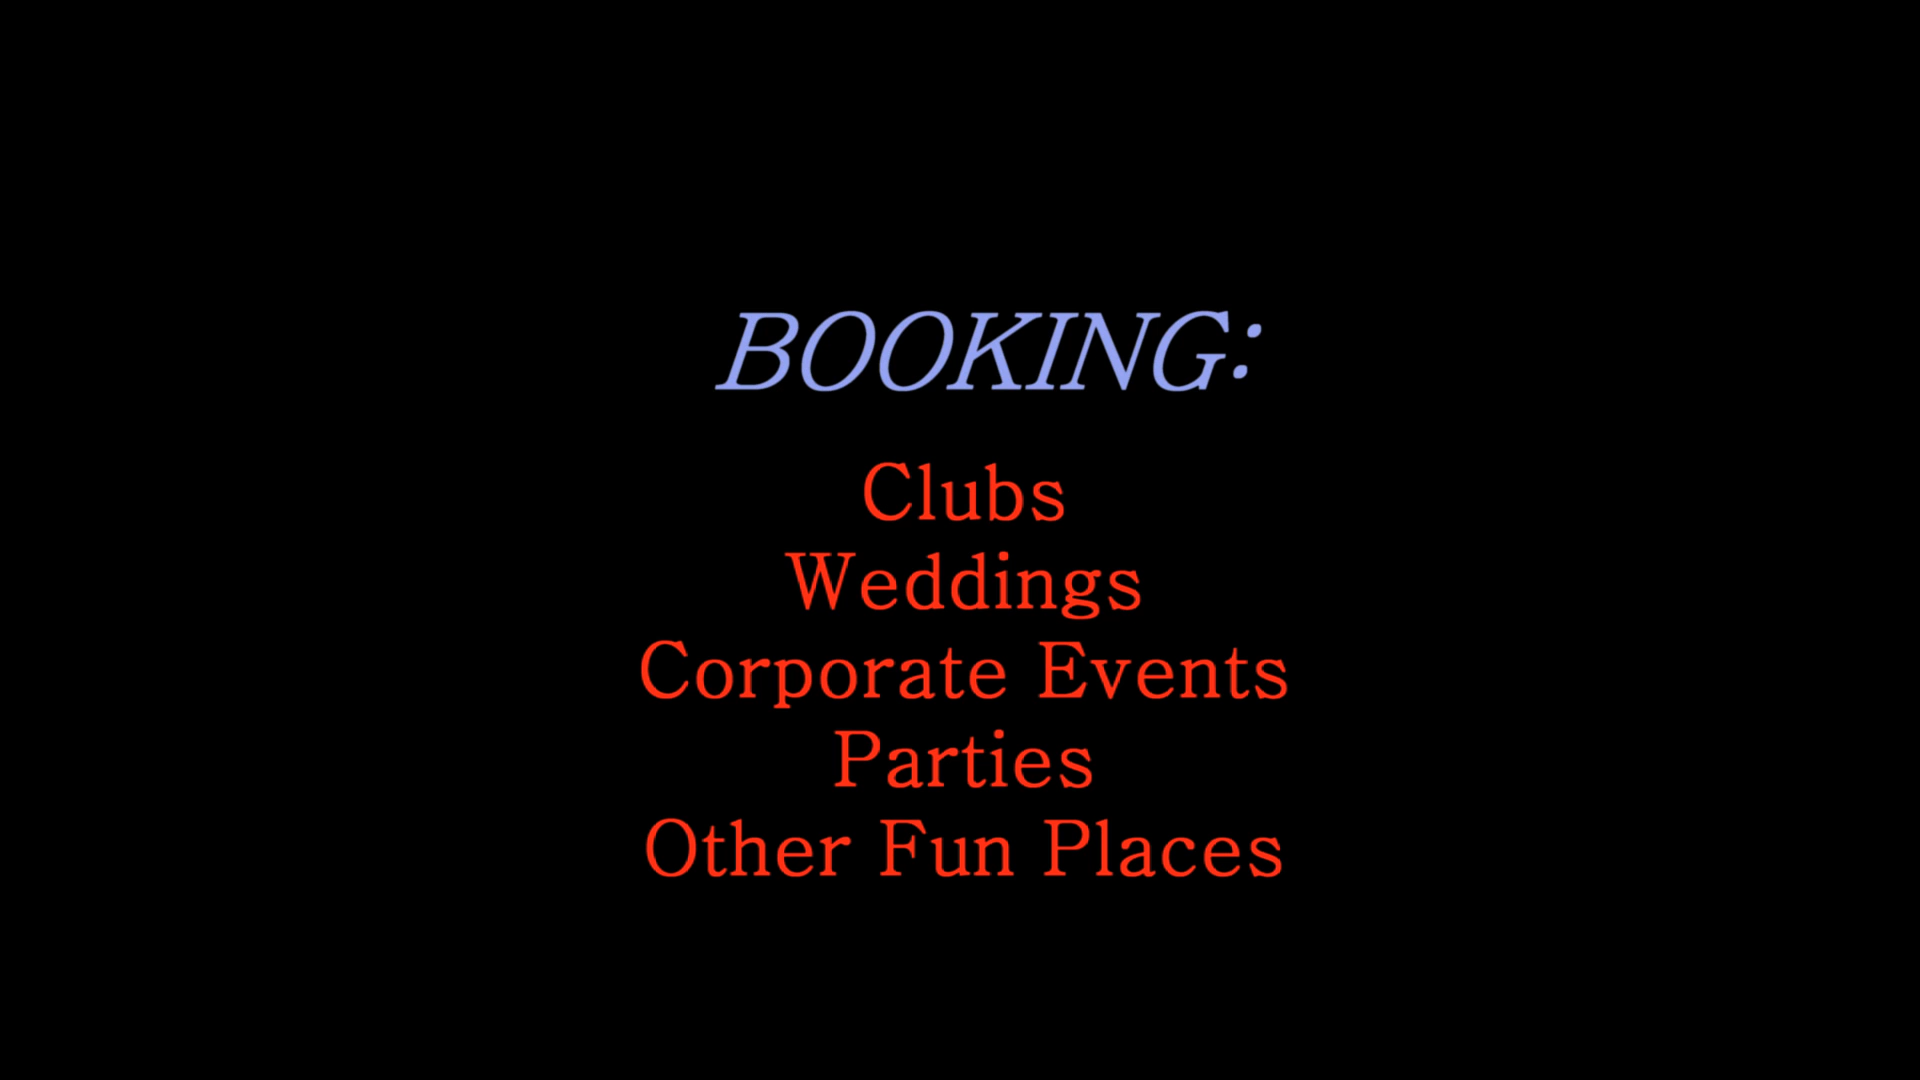 BOOKING:
Clubs
Weddings
Corporate Events
Parties
Other Fun Places